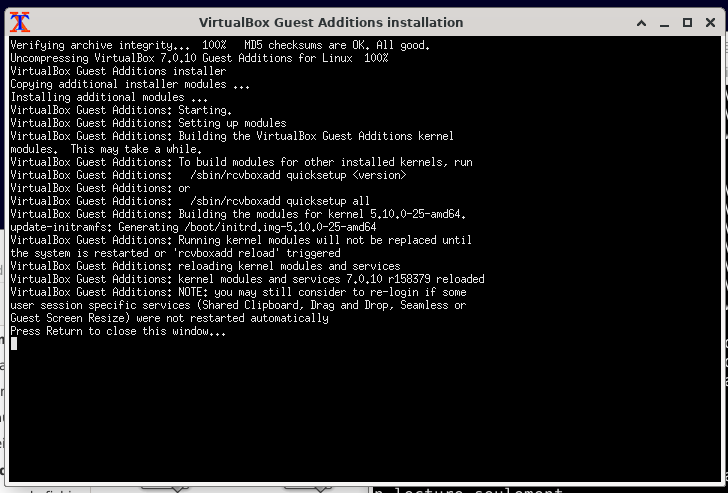 VirtualBox Guest Additions installation
Verifying archive integrity...  100%   MD5 checksums are OK. All good.
Uncompressing VirtualBox 7.0.10 Guest Additions for Linux  100%
VirtualBox Guest Additions installer
Copying additional installer modules ...
Installing additional modules ...
VirtualBox Guest Additions: Starting.
VirtualBox Guest Additions: Setting up modules
VirtualBox Guest Additions: Building the VirtualBox Guest Additions kernel
modules.  This may take a while.
VirtualBox Guest Additions: To build modules for other installed kernels, run
VirtualBox Guest Additions:   /sbin/rcvboxadd quicksetup <version>
VirtualBox Guest Additions: or
VirtualBox Guest Additions:   /sbin/rcvboxadd quicksetup all
VirtualBox Guest Additions: Building the modules for kernel 5.10.0-25-amd64.
update-initramfs: Generating /boot/initrd.img-5.10.0-25-amd64
VirtualBox Guest Additions: Running kernel modules will not be replaced until
the system is restarted or 'rcvboxadd reload' triggered
VirtualBox Guest Additions: reloading kernel modules and services
VirtualBox Guest Additions: kernel modules and services 7.0.10 r158379 reloaded
VirtualBox Guest Additions: NOTE: you may still consider to re-login if some
user session specific services (Shared Clipboard, Drag and Drop, Seamless or
Guest Screen Resize) were not restarted automatically
Press Return to close this window...